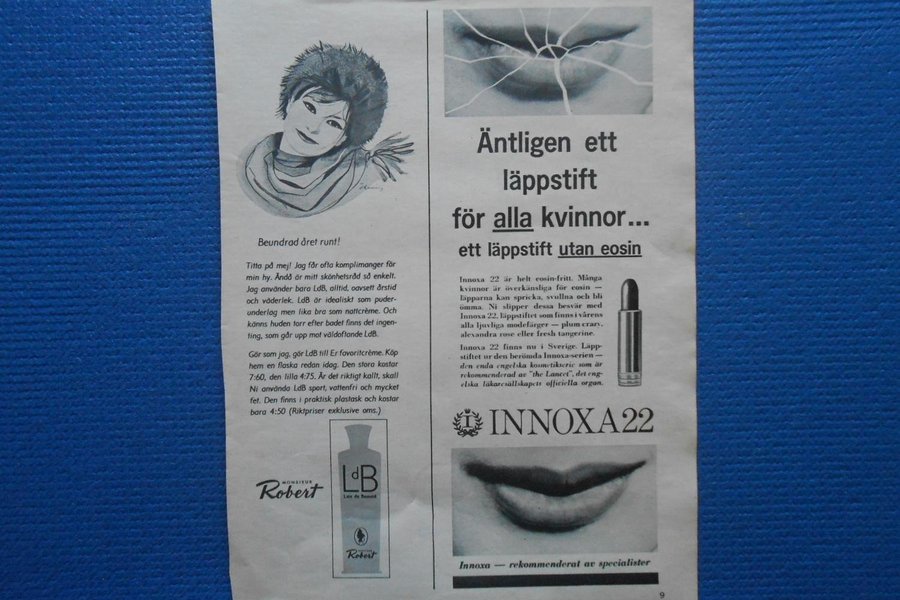 Beundrad året runt!
Titta på mej! Jag får ofta komplimanger för
min hy. Ändå är mitt skönhetsråd så enkelt.
Jag använder bara LdB, alltid, oavsett årstid
och väderlek. LdB är idealiskt som puder-
underlag men lika bra som nattcrème. Och
känns huden torr efter badet finns det ingen-
ting, som går upp mot väldoftande LdB.
Gör som jag, gör LdB till Er favoritcrème. Köp
hem en flaska redan idag. Den stora kostar
7:60, den lilla 4:75. Är det riktigt kallt, skall
Ni använda LdB sport, vattenfri och mycket
fet. Den finns i praktisk plastask och kostar
bara 4:50 (Riktpriser exklusive oms.)
MONSIEUR
Robert
LdB
Lait de Beauté
Robert
Äntligen ett
läppstift
för alla kvinnor...
ett läppstift utan eosin
Innoxa 22 är helt eosin-fritt. Många
kvinnor är överkänsliga för eosin —
läpparna kan spricka, svullna och bli
ömma. Ni slipper dessa besvär med
Innoxa 22, läppstiftet som finns i vårens
alla ljuvliga modefärger — plum crazy,
alexandra rose eller fresh tangerine.
Innoxa 22 finns nu i Sverige. Läpp-
stiftet ur den berömda Innoxa-serien —
den enda engelska kosmetikserie som är
rekommenderad av "the Lancet", det eng-
elska läkaresällskapets officiella organ.
I INNOXA 22
Innoxa — rekommenderat av specialister
9